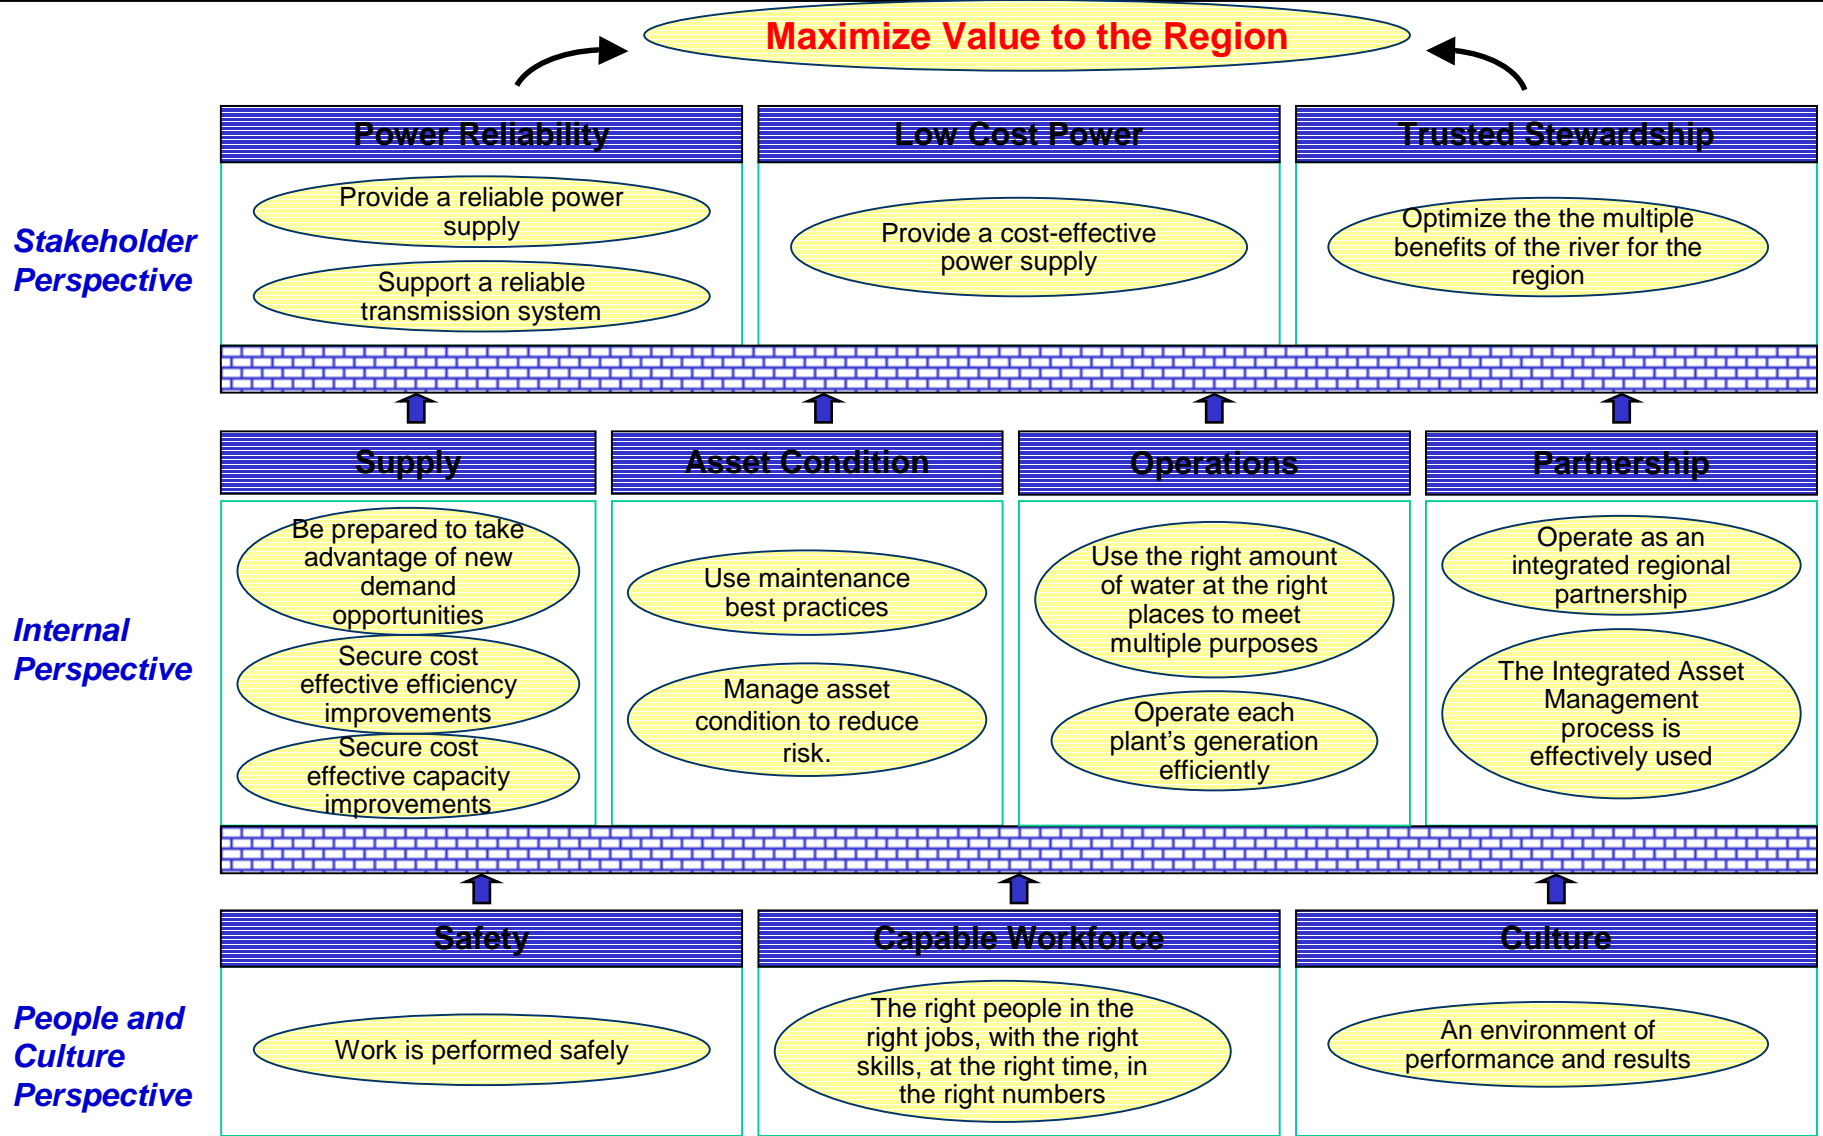 Maximize Value to the Region
Power Reliability
Low Cost Power
Trusted Stewardship
Stakeholder
Perspective
Provide a reliable power
supply
Support a reliable
transmission system
Provide a cost-effective
power supply
Optimize the the multiple
benefits of the river for the
region
Supply
Asset Condition
Operations
Partnership
Internal
Perspective
Be prepared to take
advantage of new
demand
opportunities
Secure cost
effective efficiency
improvements
Secure cost
effective capacity
improvements
Use maintenance
best practices
Manage asset
condition to reduce
risk.
Use the right amount
of water at the right
places to meet
multiple purposes
Operate each
plant's generation
efficiently
Operate as an
integrated regional
partnership
The Integrated Asset
Management
process is
effectively used
Safety
Capable Workforce
Culture
People and
Culture
Perspective
Work is performed safely
The right people in the
right jobs, with the right
skills, at the right time, in
the right numbers
An environment of
performance and results